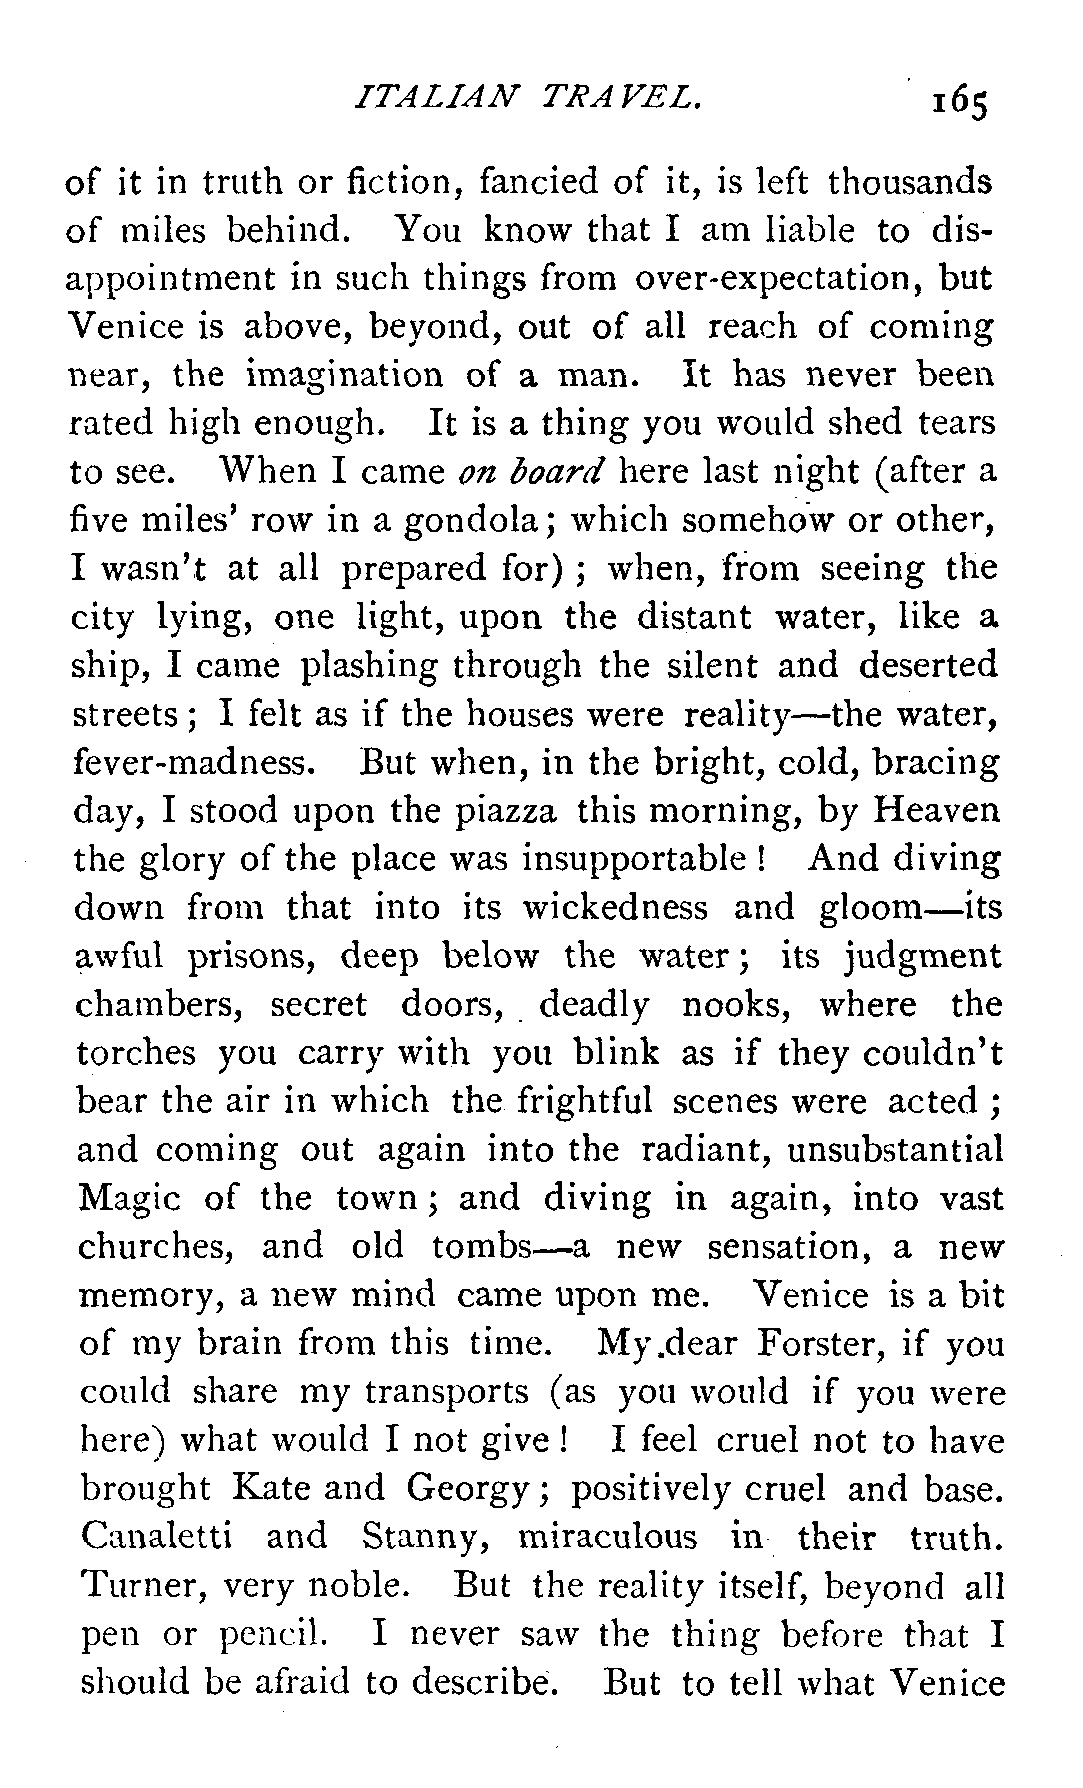 ITALIAN TRAVEL. 165
of it in truth or fiction, fancied of it, is left thousands
of miles behind. You know that I am liable to dis-
appointment in such things from over-expectation, but
Venice is above, beyond, out of all reach of coming
near, the imagination of a man. It has never been
rated high enough. It is a thing you would shed tears
to see. When I came on board here last night (after a
five miles' row in a gondola; which somehow or other,
I wasn't at all prepared for); when, from seeing the
city lying, one light, upon the distant water, like a
ship, I came plashing through the silent and deserted
streets; I felt as if the houses were reality—the water,
fever-madness. But when, in the bright, cold, bracing
day, I stood upon the piazza this morning, by Heaven
the glory of the place was insupportable! And diving
down from that into its wickedness and gloom—its
awful prisons, deep below the water; its judgment
chambers, secret doors, deadly nooks, where the
torches you carry with you blink as if they couldn't
bear the air in which the frightful scenes were acted;
and coming out again into the radiant, unsubstantial
Magic of the town; and diving in again, into vast
churches, and old tombs—a new sensation, a new
memory, a new mind came upon me. Venice is a bit
of my brain from this time. My dear Forster, if you
could share my transports (as you would if you were
here) what would I not give! I feel cruel not to have
brought Kate and Georgy; positively cruel and base.
Canaletti and Stanny, miraculous in their truth.
Turner, very noble. But the reality itself, beyond all
pen or pencil. I never saw the thing before that I
should be afraid to describe. But to tell what Venice